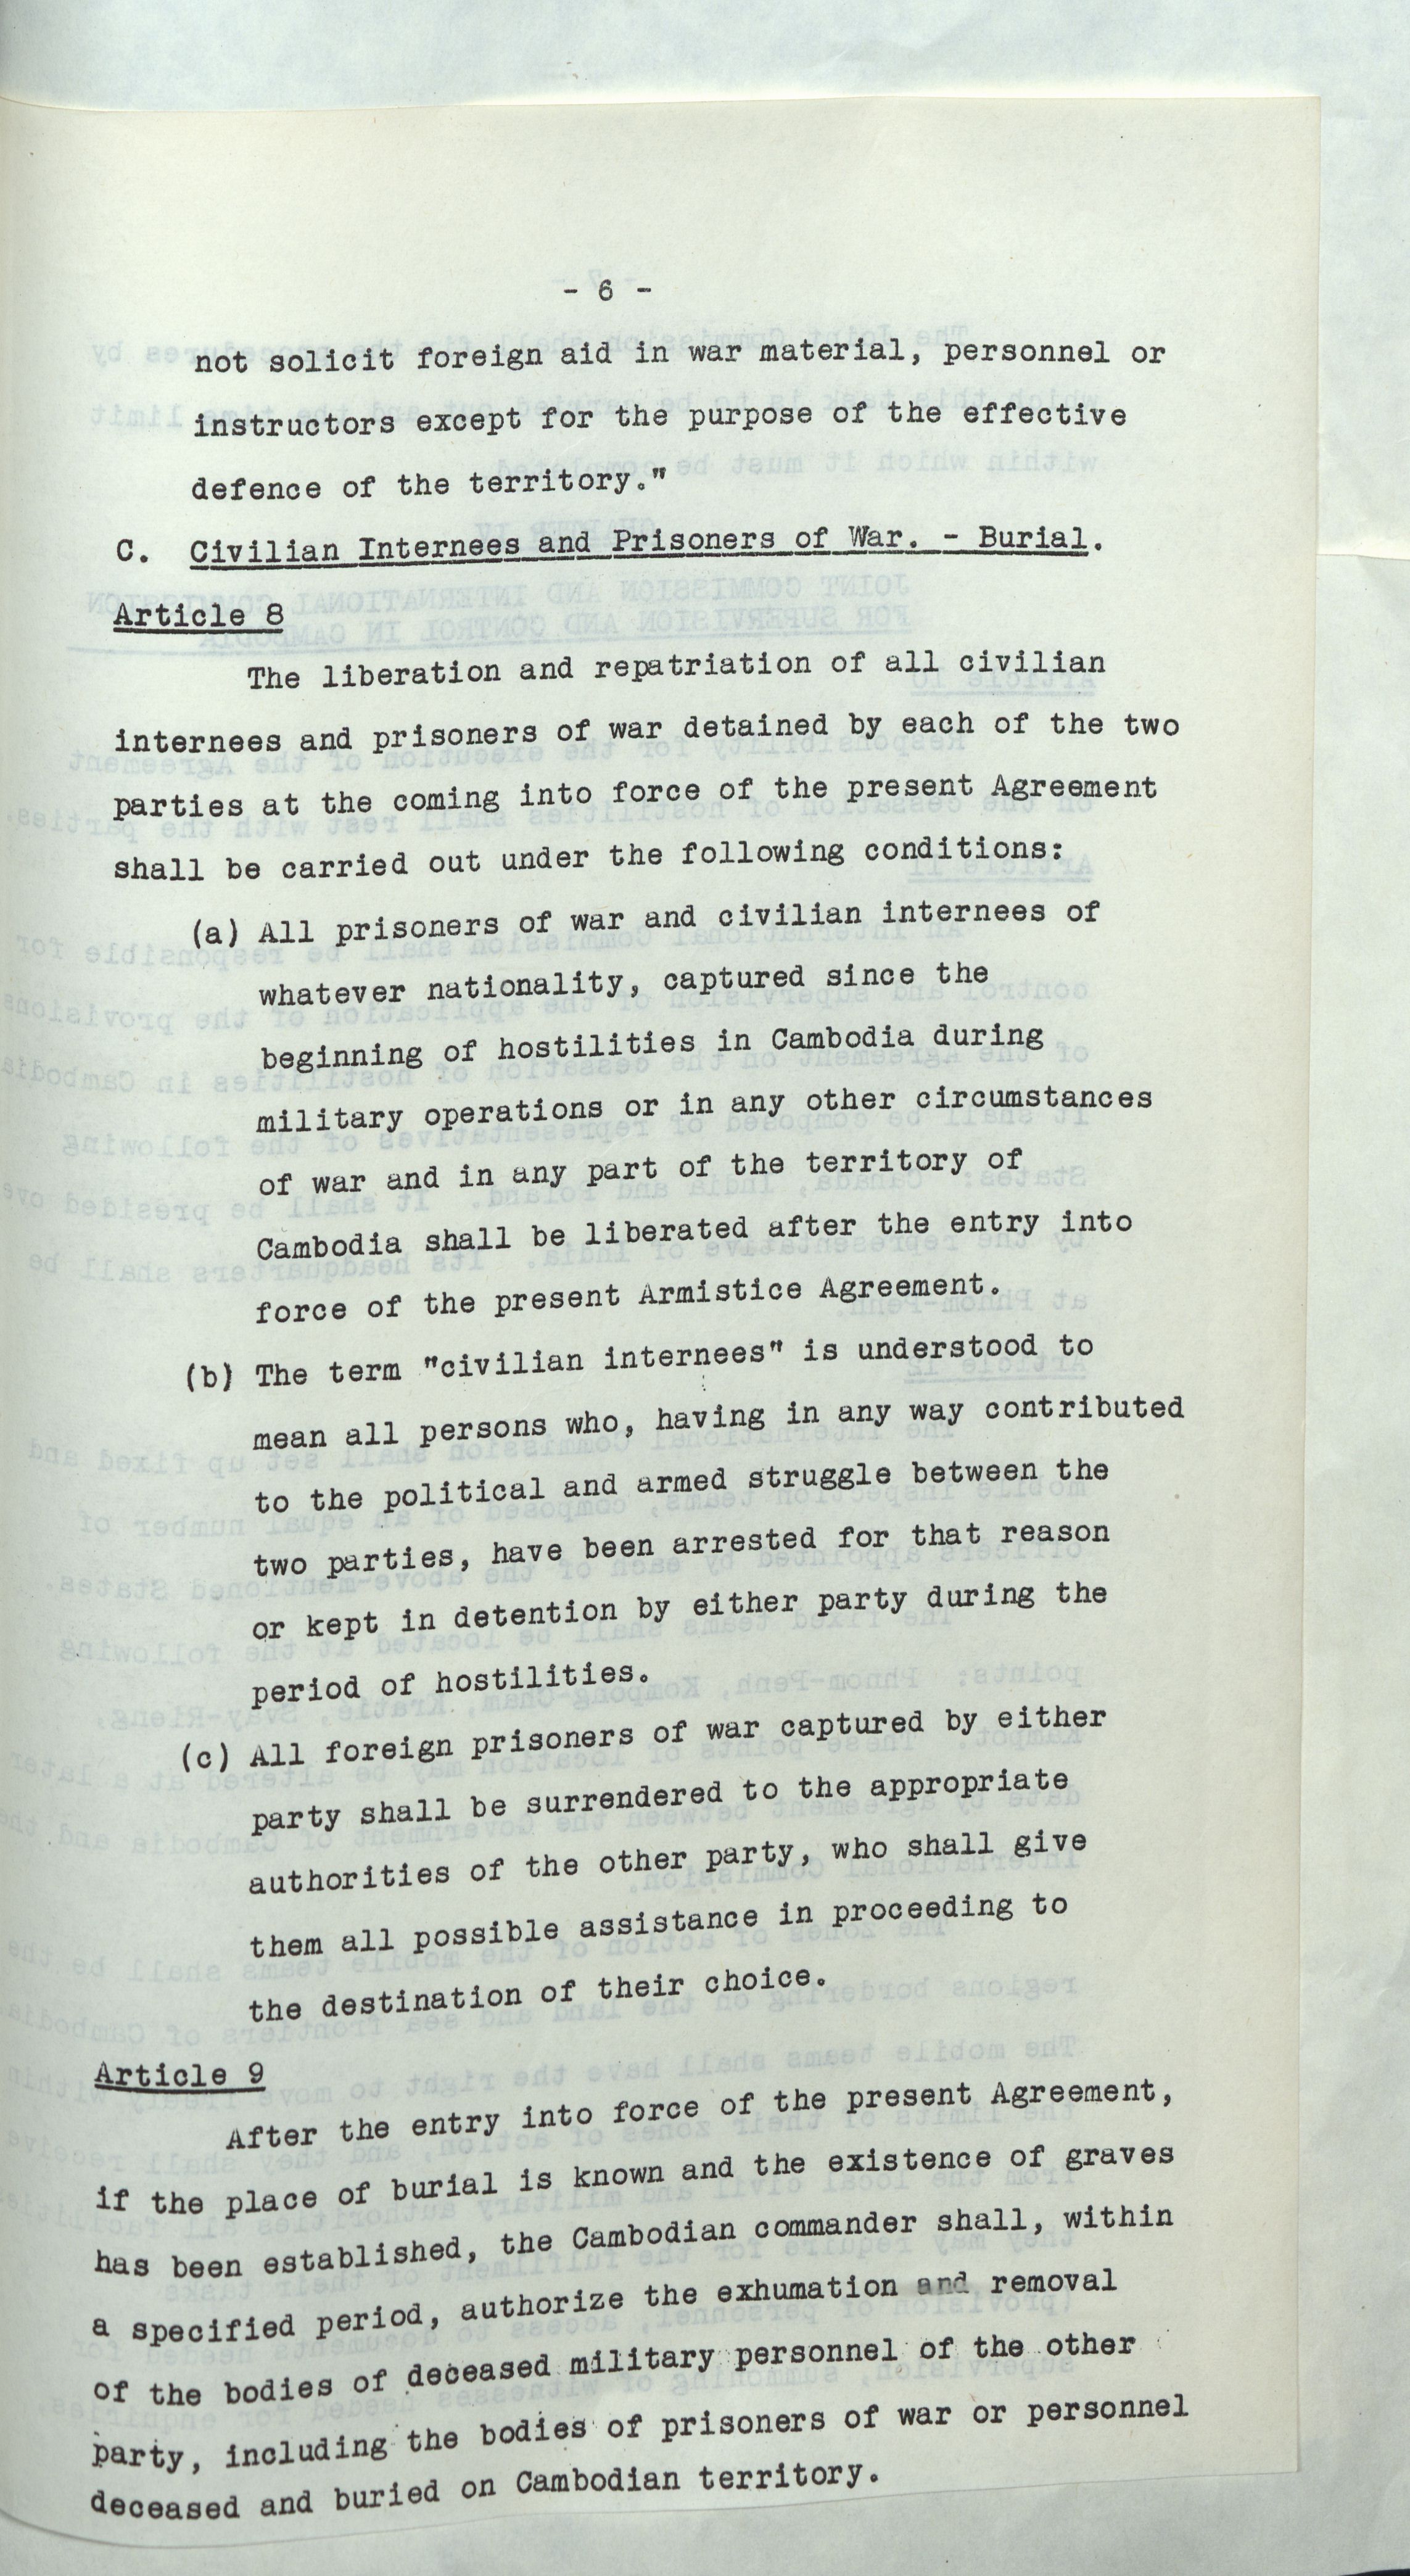 - 6 -
not solicit foreign aid in war material, personnel or
instructors except for the purpose of the effective
defence of the territory."
C. Civilian Internees and Prisoners of War. - Burial.
Article 8
The liberation and repatriation of all civilian
internees and prisoners of war detained by each of the two
parties at the coming into force of the present Agreement
shall be carried out under the following conditions:
(a) All prisoners of war and civilian internees of
whatever nationality, captured since the
beginning of hostilities in Cambodia during
military operations or in any other circumstances
of war and in any part of the territory of
Cambodia shall be liberated after the entry into
force of the present Armistice Agreement.
(b) The term "civilian internees" is understood to
mean all persons who, having in any way contributed
to the political and armed struggle between the
two parties, have been arrested for that reason
or kept in detention by either party during the
period of hostilities.
(c) All foreign prisoners of war captured by either
party shall be surrendered to the appropriate
authorities of the other party, who shall give
them all possible assistance in proceeding to
the destination of their choice.
Article 9
After the entry into force of the present Agreement,
if the place of burial is known and the existence of graves
has been established, the Cambodian commander shall, within
a specified period, authorize the exhumation and removal
of the bodies of deceased military personnel of the other
party, including the bodies of prisoners of war or personnel
deceased and buried on Cambodian territory.